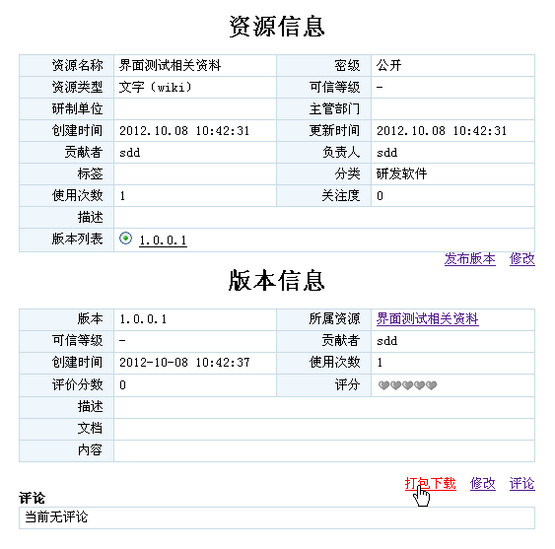 资源信息
资源名称 界面测试相关资料 密级 公开
资源类型 文字（wiki） 可信等级 -
研制单位 主管部门
创建时间 2012.10.08 10:42:31 更新时间 2012.10.08 10:42:31
贡献者 sdd 负责人 sdd
标签 分类 研发软件
使用次数 1 关注度 0
描述
版本列表 1.0.0.1
发布版本 修改
版本信息
版本 1.0.0.1 所属资源 界面测试相关资料
可信等级 - 贡献者 sdd
创建时间 2012-10-08 10:42:37 使用次数 1
评价分数 0 评分
描述
文档
内容
打包下载 修改 评论
评论
当前无评论